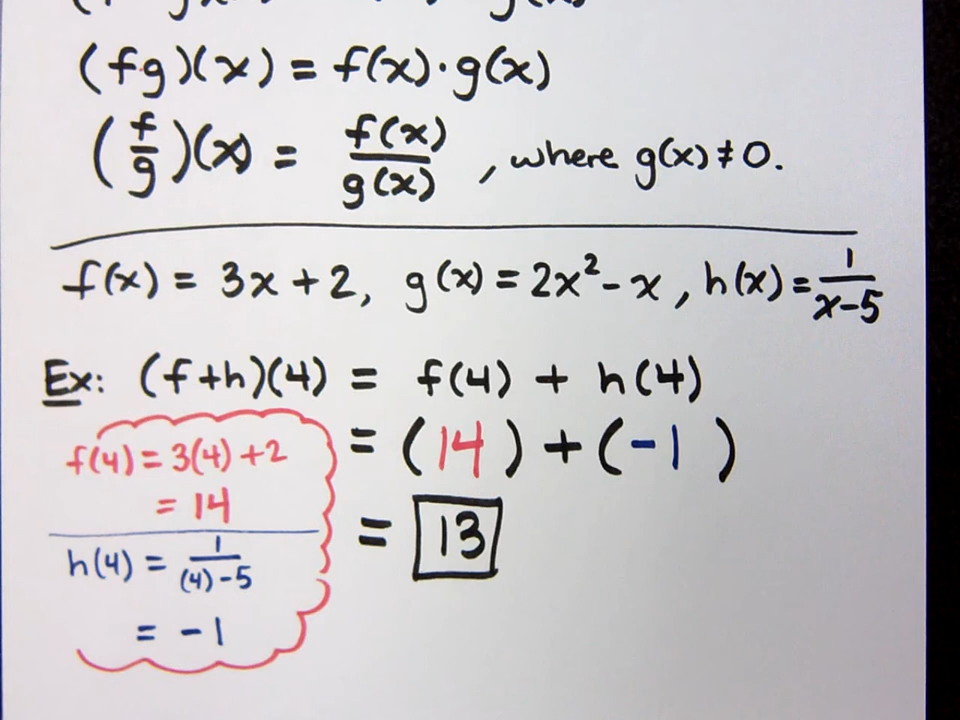 (fg)(x) = f(x)·g(x)
(f/g)(x) = f(x)/g(x), where g(x) ≠ 0.
f(x) = 3x + 2, g(x) = 2x² - x, h(x) = 1/(x-5)
Ex: (f+h)(4) = f(4) + h(4)
= (14) + (-1)
= 13
f(4) = 3(4) + 2
= 14
h(4) = 1/((4)-5)
= -1